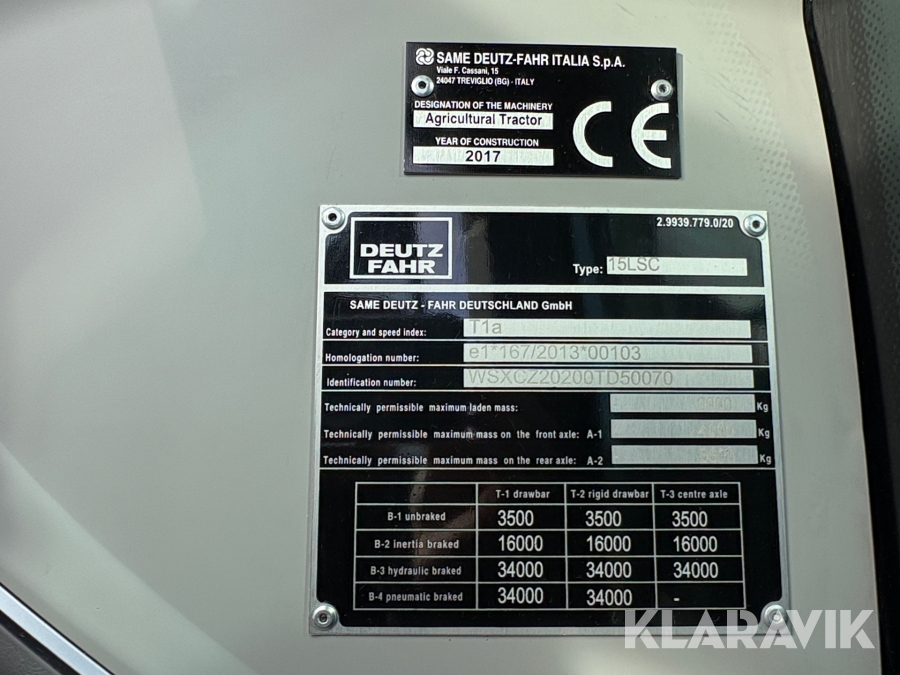 SAME DEUTZ-FAHR ITALIA S.p.A.
Viale F. Cassani, 15
24047 TREVIGLIO (BG) - ITALY
DESIGNATION OF THE MACHINERY
Agricultural Tractor
YEAR OF CONSTRUCTION
2017
CE
2.9939.779.0/20
DEUTZ
FAHR
Type: 15LSC
SAME DEUTZ - FAHR DEUTSCHLAND GmbH
Category and speed index: T1a
Homologation number: e1*167/2013*00103
Identification number: WSXCZ20200TD50070
Technically permissible maximum laden mass: Kg
Technically permissible maximum mass on the front axle: A-1 Kg
Technically permissible maximum mass on the rear axle: A-2 Kg
T-1 drawbar T-2 rigid drawbar T-3 centre axle
B-1 unbraked 3500 3500 3500
B-2 inertia braked 16000 16000 16000
B-3 hydraulic braked 34000 34000 34000
B-4 pneumatic braked 34000 34000 -
KLARAVIK